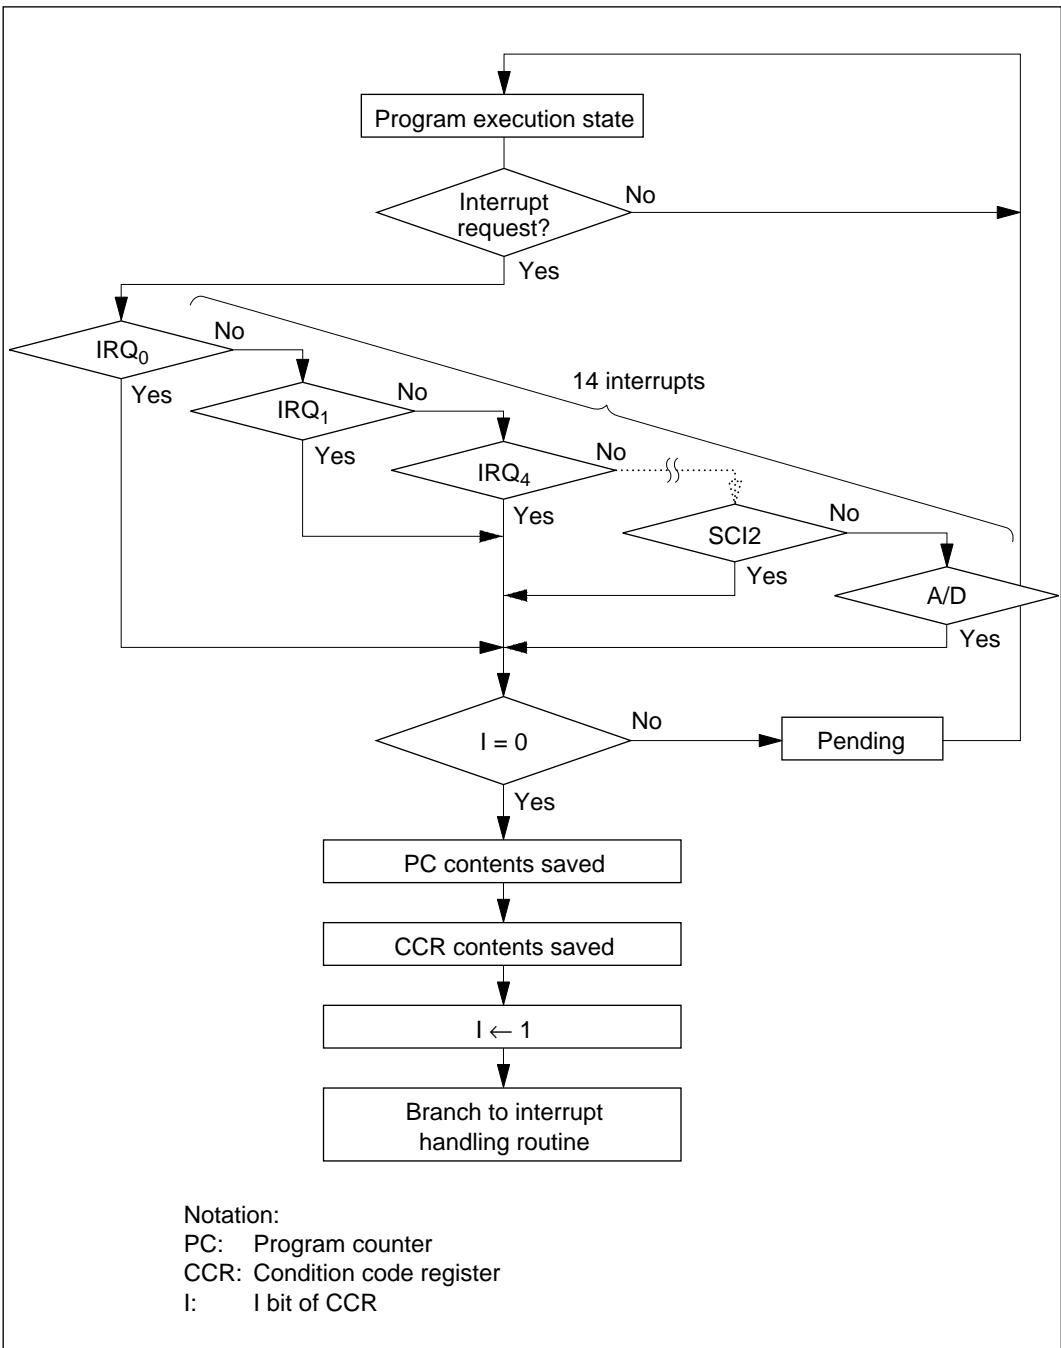 Program execution state
Interrupt
request?
No
Yes
IRQ0
No
Yes
14 interrupts
IRQ1
No
Yes
IRQ4
No
Yes
SCI2
No
Yes
A/D
Yes
I = 0
No
Pending
Yes
PC contents saved
CCR contents saved
I ← 1
Branch to interrupt
handling routine
Notation:
PC: Program counter
CCR: Condition code register
I: I bit of CCR